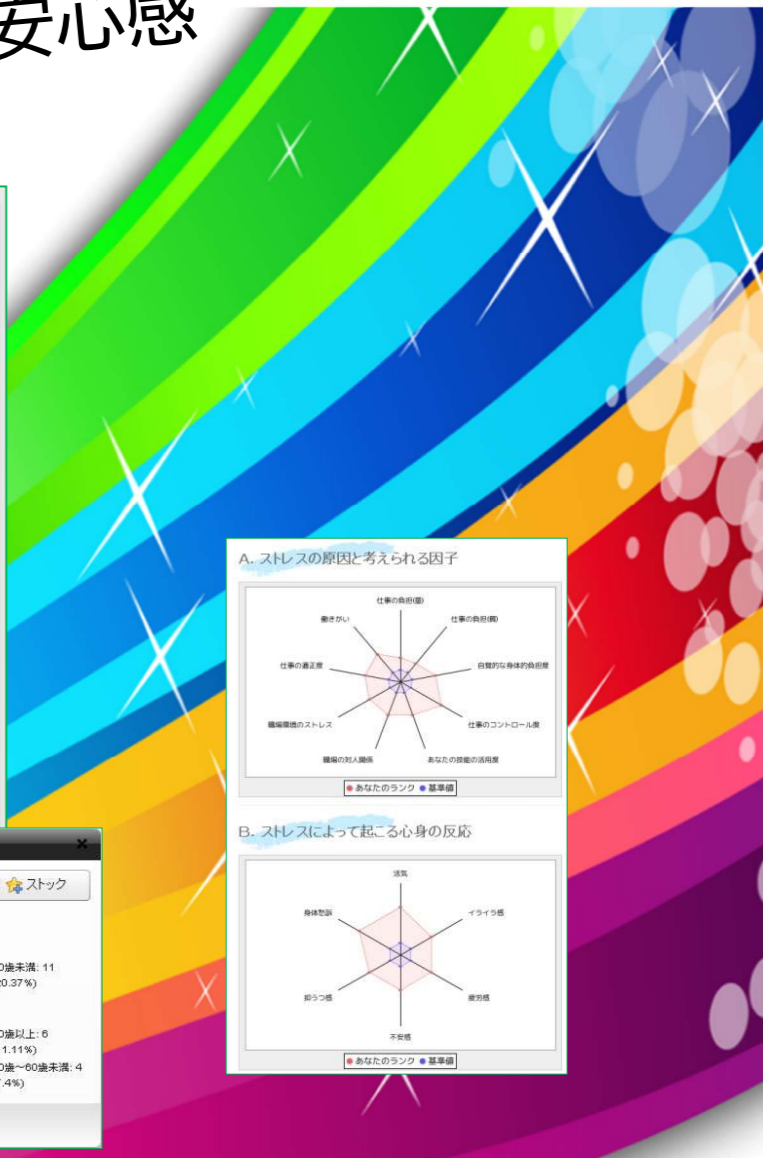 安心感
A. ストレスの原因と考えられる因子
仕事の負担(量)
働きがい
仕事の負担(質)
仕事の適正度
自覚的な身体的負担度
職場環境のストレス
仕事のコントロール度
職場の対人関係
あなたの技能の活用度
●あなたのランク ●基準値
B. ストレスによって起こる心身の反応
活気
身体愁訴
イライラ感
抑うつ感
疲労感
不安感
●あなたのランク ●基準値
×
ストック
0歳未満: 11
0.37%)
0歳以上: 6
1.11%)
0歳～60歳未満: 4
.4%)